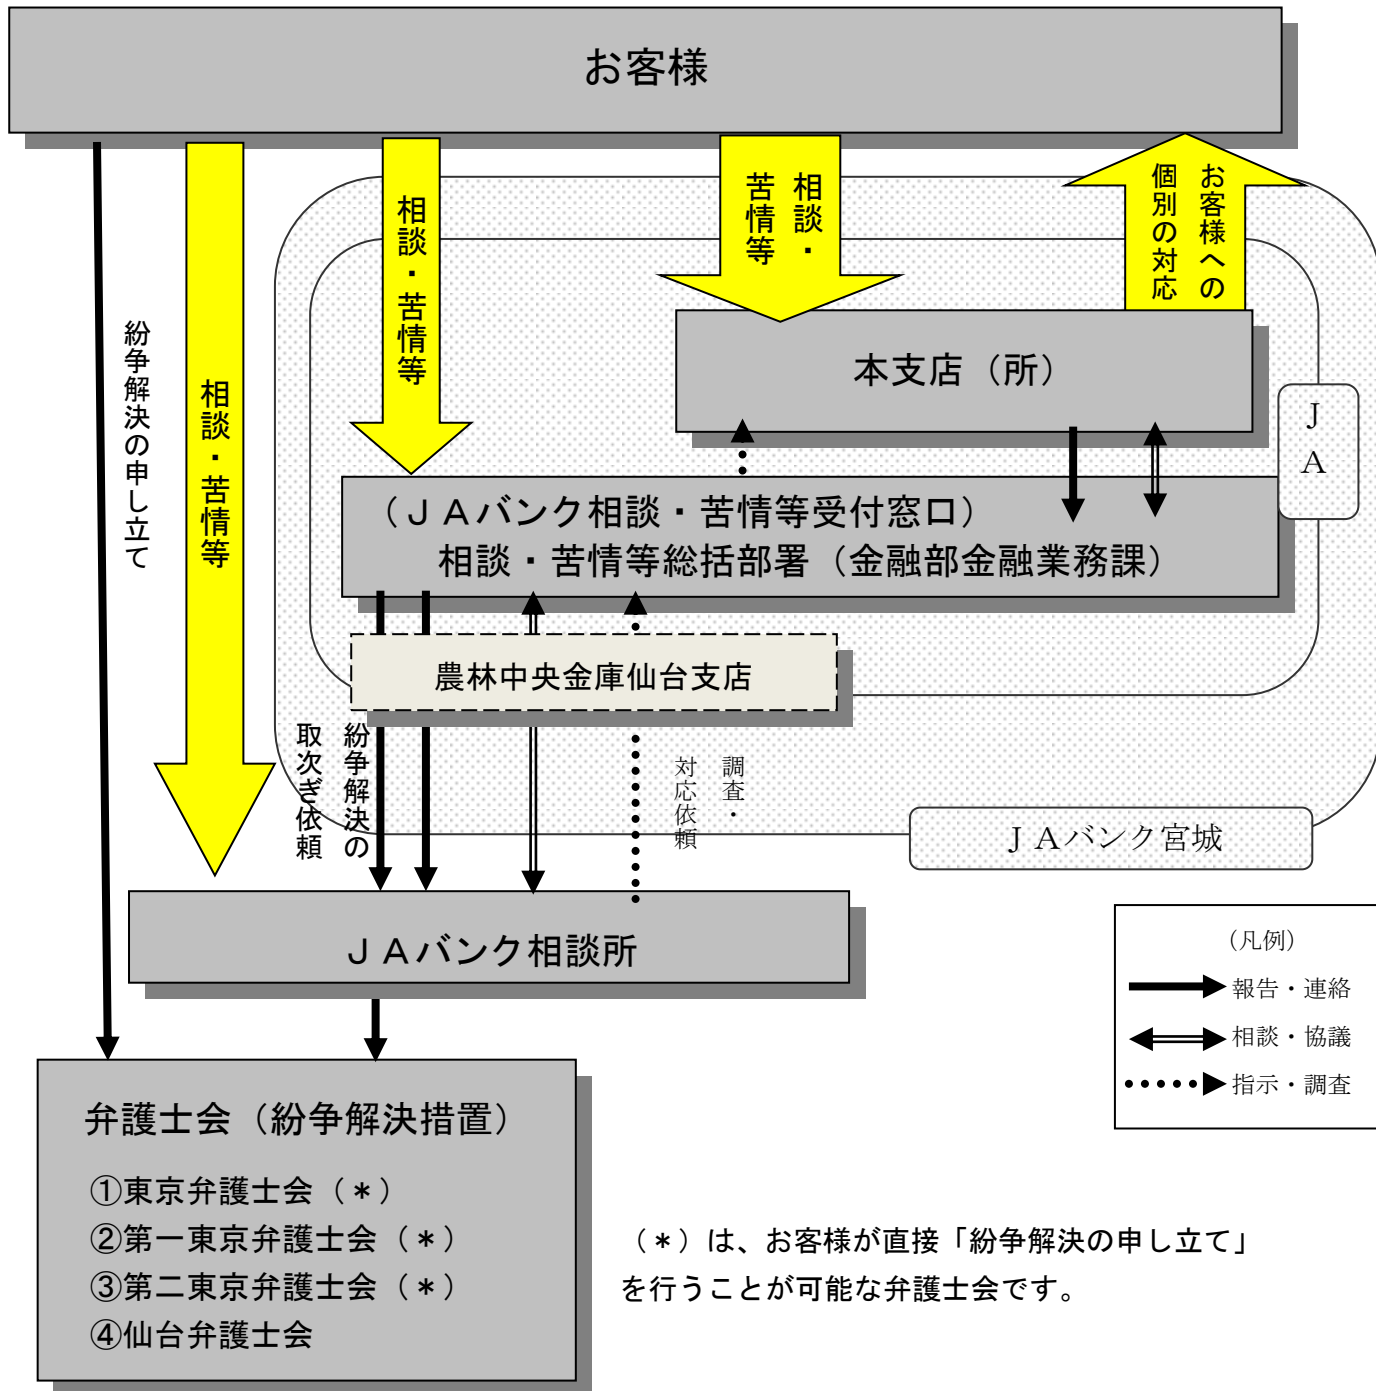 お客様
紛争解決の申し立て
相談・苦情等
相談・苦情等
相談・
苦情等
お客様への
個別の対応
本支店（所）
ＪＡ
（ＪＡバンク相談・苦情等受付窓口）
相談・苦情等総括部署（金融部金融業務課）
農林中央金庫仙台支店
紛争解決の
取次ぎ依頼
調査・
対応依頼
ＪＡバンク宮城
ＪＡバンク相談所
（凡例）
報告・連絡
相談・協議
指示・調査
弁護士会（紛争解決措置）
①東京弁護士会（＊）
②第一東京弁護士会（＊）
③第二東京弁護士会（＊）
④仙台弁護士会
（＊）は、お客様が直接「紛争解決の申し立て」
を行うことが可能な弁護士会です。